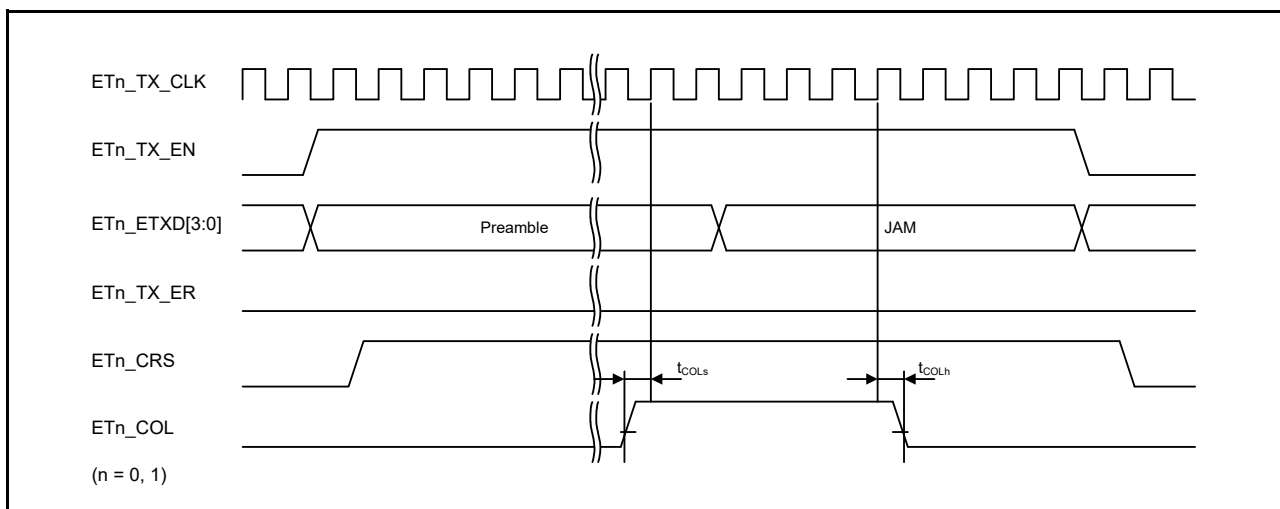 ETn_TX_CLK
ETn_TX_EN
ETn_ETXD[3:0]
Preamble
JAM
ETn_TX_ER
ETn_CRS
tCOLs
tCOLh
ETn_COL
(n = 0, 1)